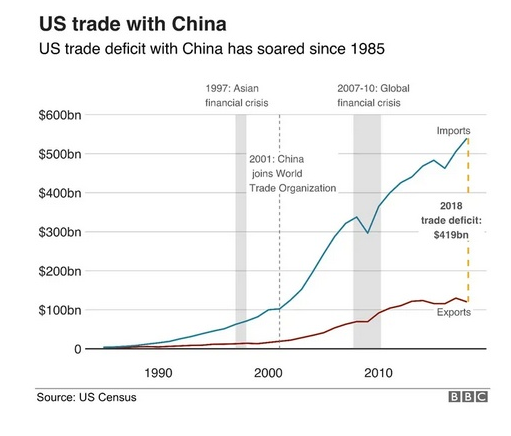 US trade with China
US trade deficit with China has soared since 1985
1997: Asian
financial crisis
2007-10: Global
financial crisis
$600bn
Imports
$500bn
2001: China
joins World
Trade Organization
$400bn
2018
trade deficit:
$419bn
$300bn
$200bn
$100bn
Exports
0
1990
2000
2010
Source: US Census
BBC